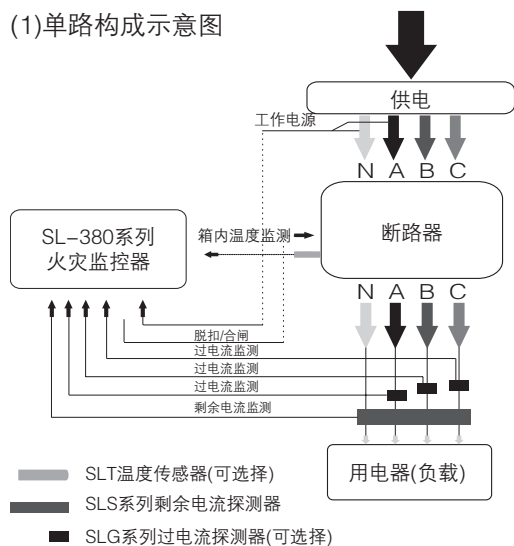 (1)单路构成示意图
供电
工作电源
N A B C
SL-380系列
火灾监控器
箱内温度监测
断路器
N A B C
脱扣/合闸
过电流监测
过电流监测
过电流监测
剩余电流监测
用电器(负载)
SLT温度传感器(可选择)
SLS系列剩余电流探测器
SLG系列过电流探测器(可选择)